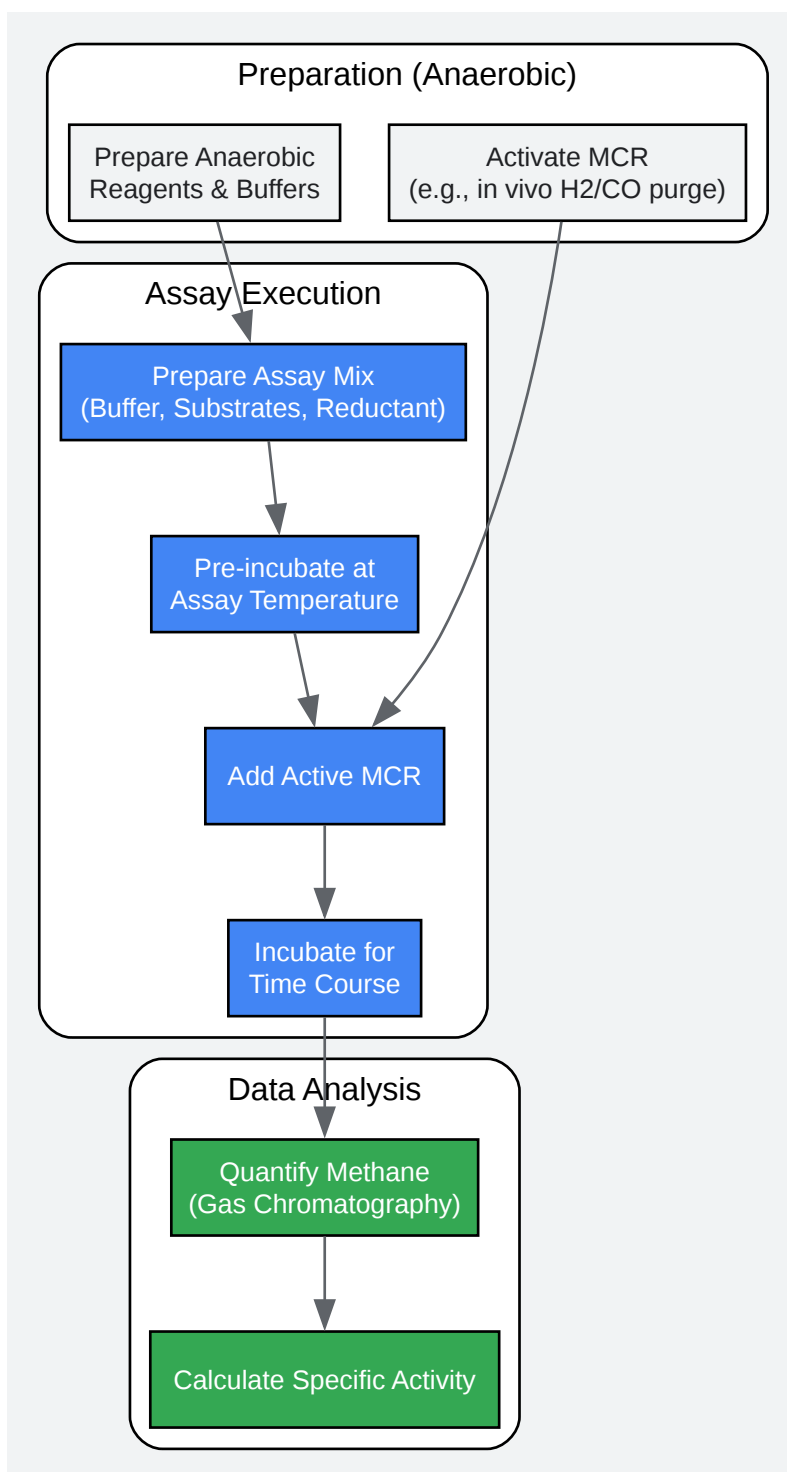 Preparation (Anaerobic)
Prepare Anaerobic
Reagents & Buffers
Activate MCR
(e.g., in vivo H2/CO purge)
Assay Execution
Prepare Assay Mix
(Buffer, Substrates, Reductant)
Pre-incubate at
Assay Temperature
Add Active MCR
Incubate for
Time Course
Data Analysis
Quantify Methane
(Gas Chromatography)
Calculate Specific Activity